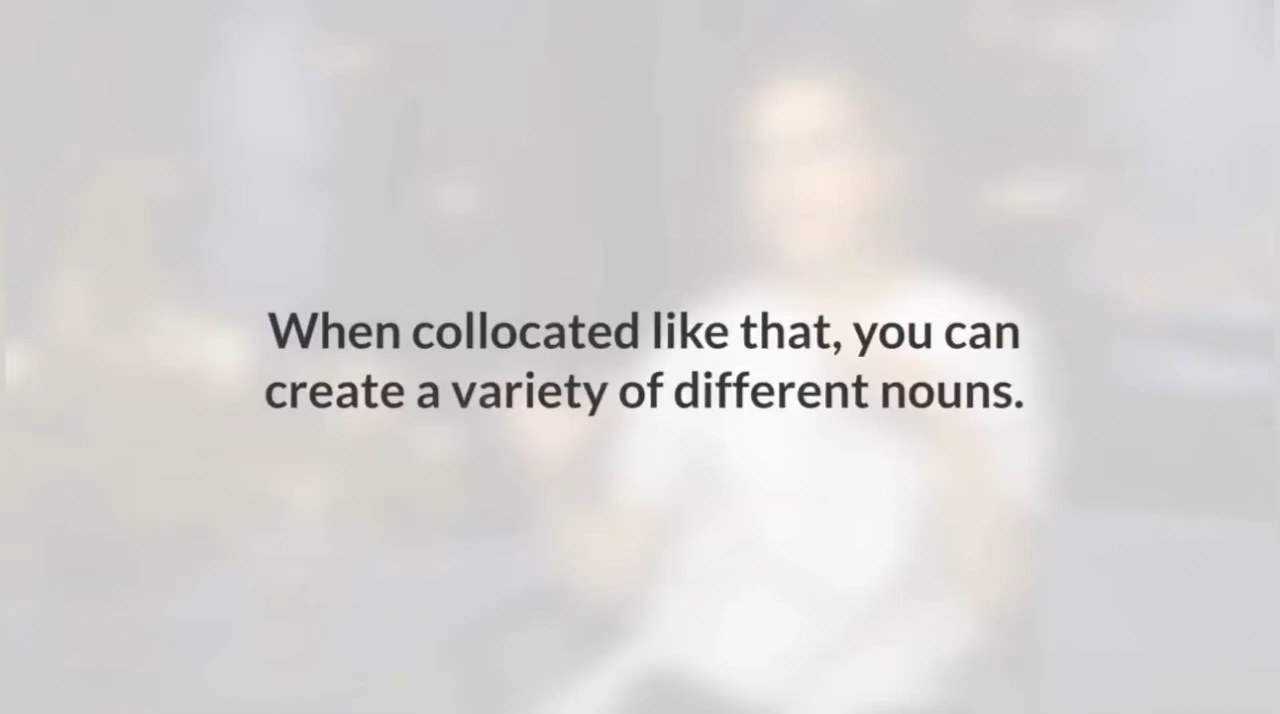 When collocated like that, you can
create a variety of different nouns.